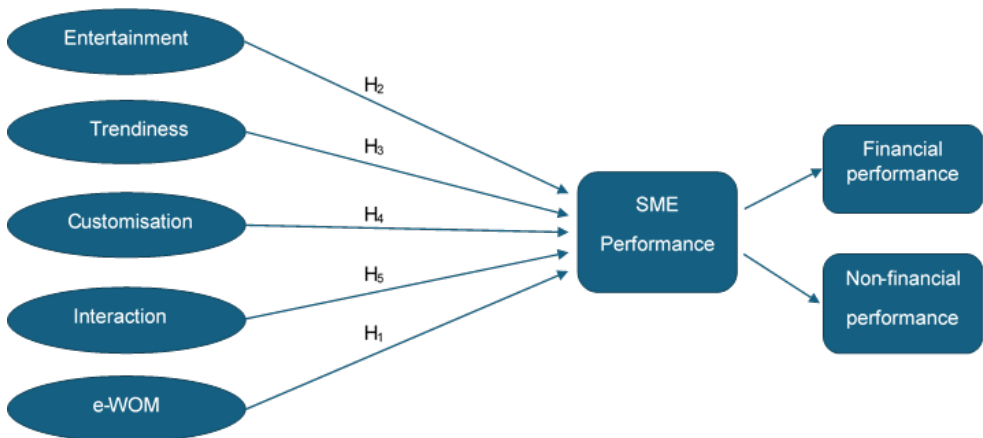 Entertainment
H₂
Trendiness
H₃
Customisation
H₄
Interaction
H₅
e-WOM
H₁
SME
Performance
Financial
performance
Non-financial
performance